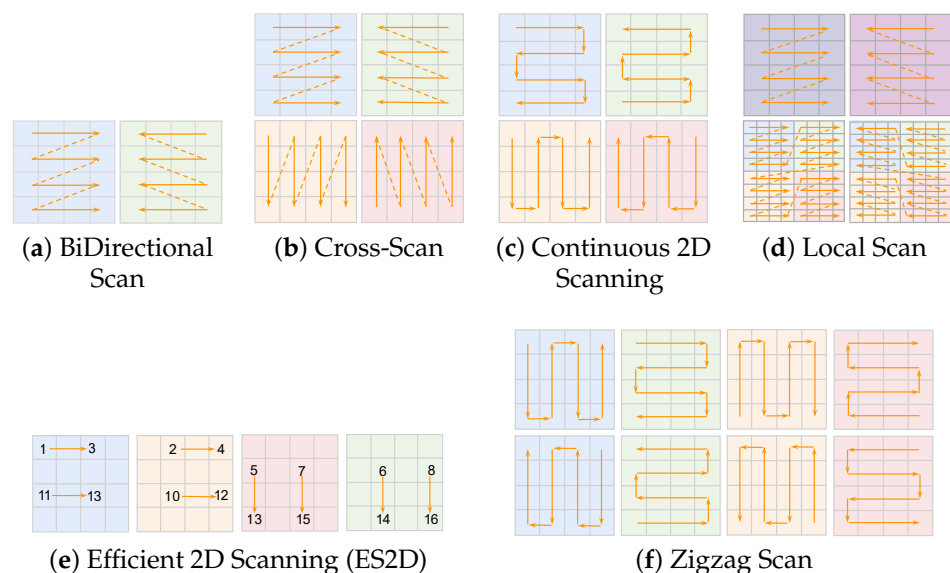 (a) BiDirectional
Scan
(b) Cross-Scan
(c) Continuous 2D
Scanning
(d) Local Scan
1 3
11 13
2 4
10 12
5 7
13 15
6 8
14 16
(e) Efficient 2D Scanning (ES2D)
(f) Zigzag Scan